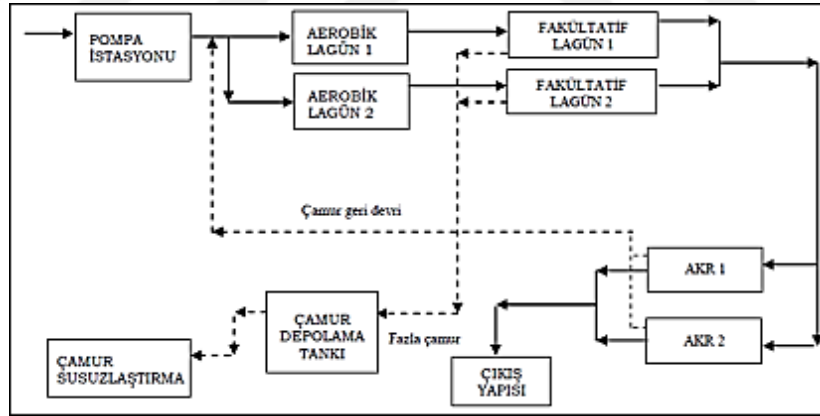 POMPA
İSTASYONU
AEROBİK
LAGÜN 1
FAKÜLTATİF
LAGÜN 1
AEROBİK
LAGÜN 2
FAKÜLTATİF
LAGÜN 2
Çamur geri devri
AKR 1
ÇAMUR
DEPOLAMA
TANKI
Fazla çamur
AKR 2
ÇAMUR
SUSUZLAŞTIRMA
ÇIKIŞ
YAPISI